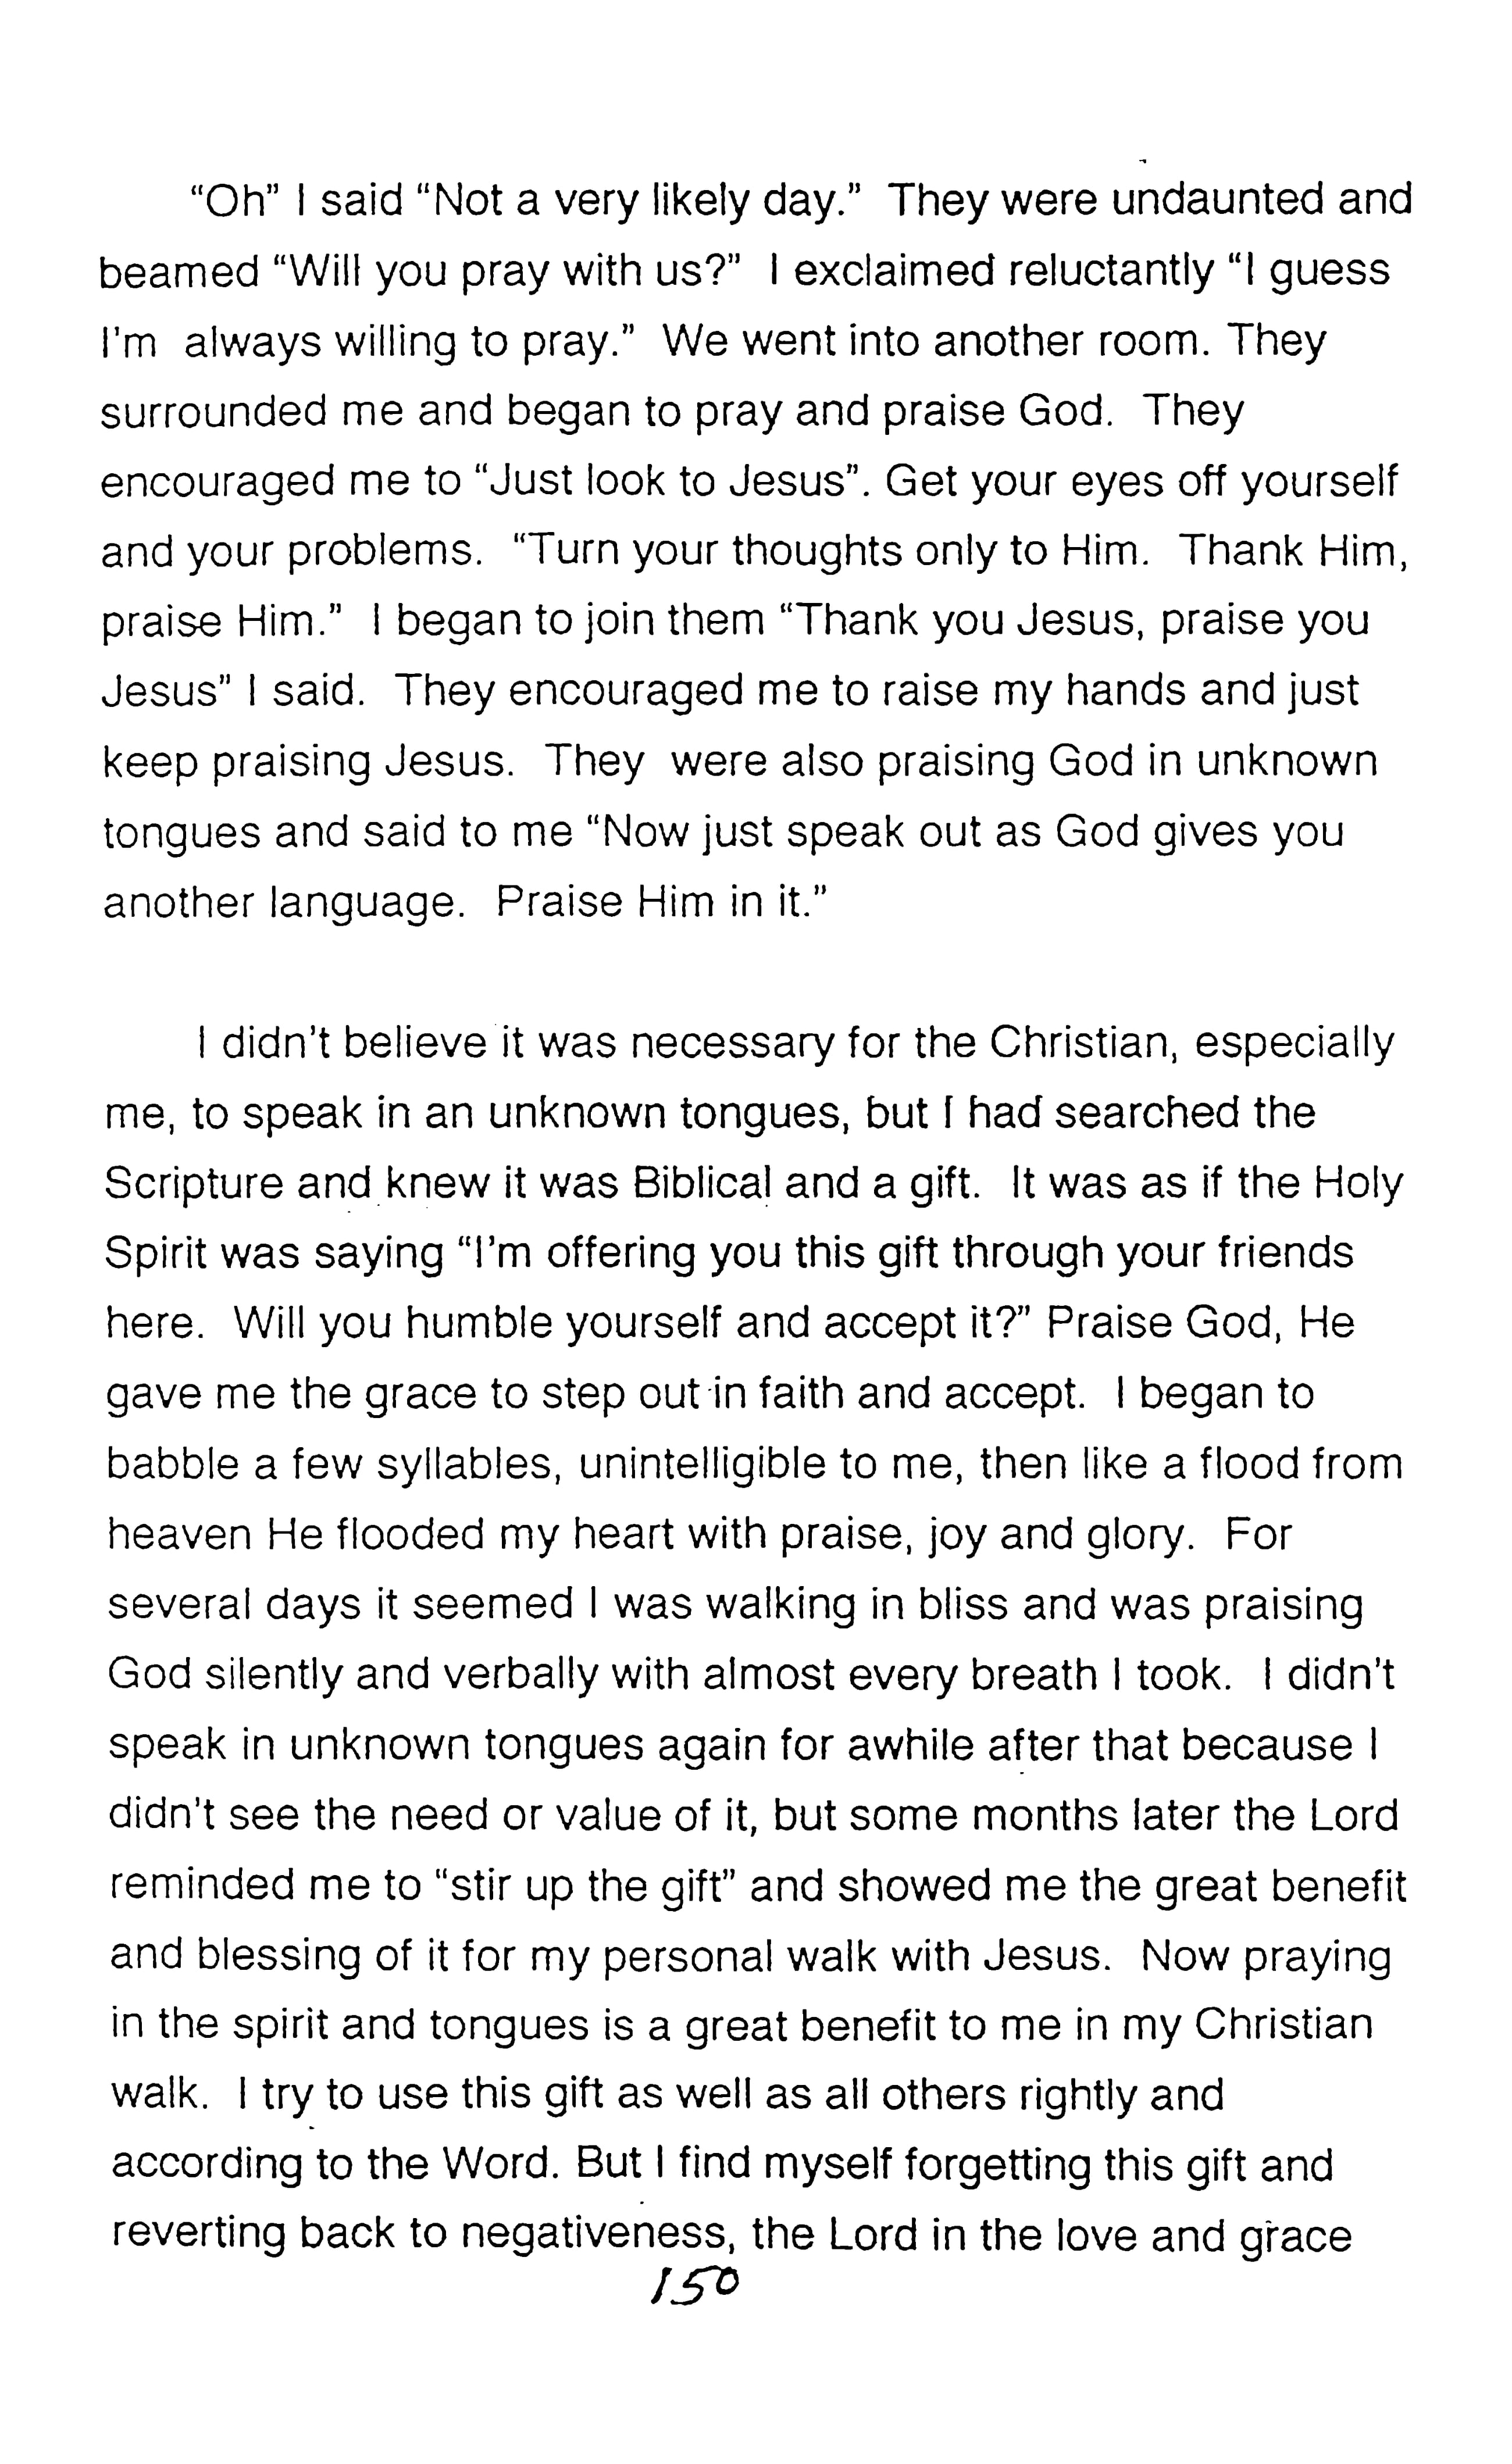 “Oh” I said “Not a very likely day.” They were undaunted and
beamed “Will you pray with us?” I exclaimed reluctantly “I guess
I'm always willing to pray.” We went into another room. They
surrounded me and began to pray and praise God. They
encouraged me to “Just look to Jesus”. Get your eyes off yourself
and your problems. “Turn your thoughts only to Him. Thank Him,
praise Him.” I began to join them “Thank you Jesus, praise you
Jesus” I said. They encouraged me to raise my hands and just
keep praising Jesus. They were also praising God in unknown
tongues and said to me “Now just speak out as God gives you
another language. Praise Him in it.”
I didn't believe it was necessary for the Christian, especially
me, to speak in an unknown tongues, but I had searched the
Scripture and knew it was Biblical and a gift. It was as if the Holy
Spirit was saying “I'm offering you this gift through your friends
here. Will you humble yourself and accept it?” Praise God, He
gave me the grace to step out in faith and accept. I began to
babble a few syllables, unintelligible to me, then like a flood from
heaven He flooded my heart with praise, joy and glory. For
several days it seemed I was walking in bliss and was praising
God silently and verbally with almost every breath I took. I didn't
speak in unknown tongues again for awhile after that because I
didn't see the need or value of it, but some months later the Lord
reminded me to “stir up the gift” and showed me the great benefit
and blessing of it for my personal walk with Jesus. Now praying
in the spirit and tongues is a great benefit to me in my Christian
walk. I try to use this gift as well as all others rightly and
according to the Word. But I find myself forgetting this gift and
reverting back to negativeness, the Lord in the love and grace
150